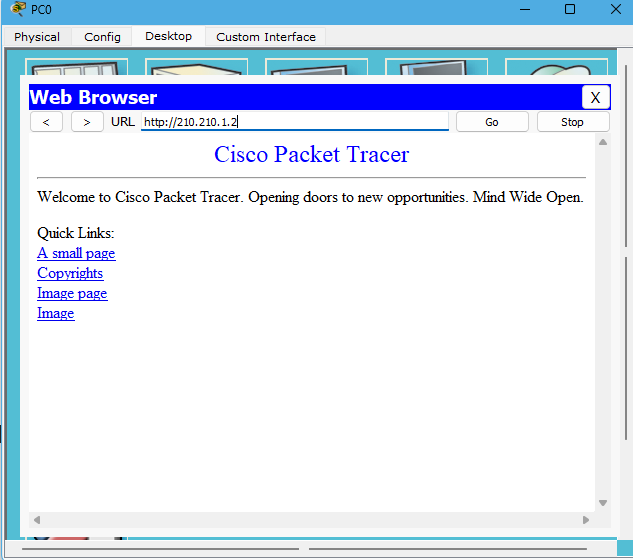 PC0
Physical Config Desktop Custom Interface
Web Browser X
< > URL http://210.210.1.2 Go Stop
Cisco Packet Tracer
Welcome to Cisco Packet Tracer. Opening doors to new opportunities. Mind Wide Open.
Quick Links:
A small page
Copyrights
Image page
Image